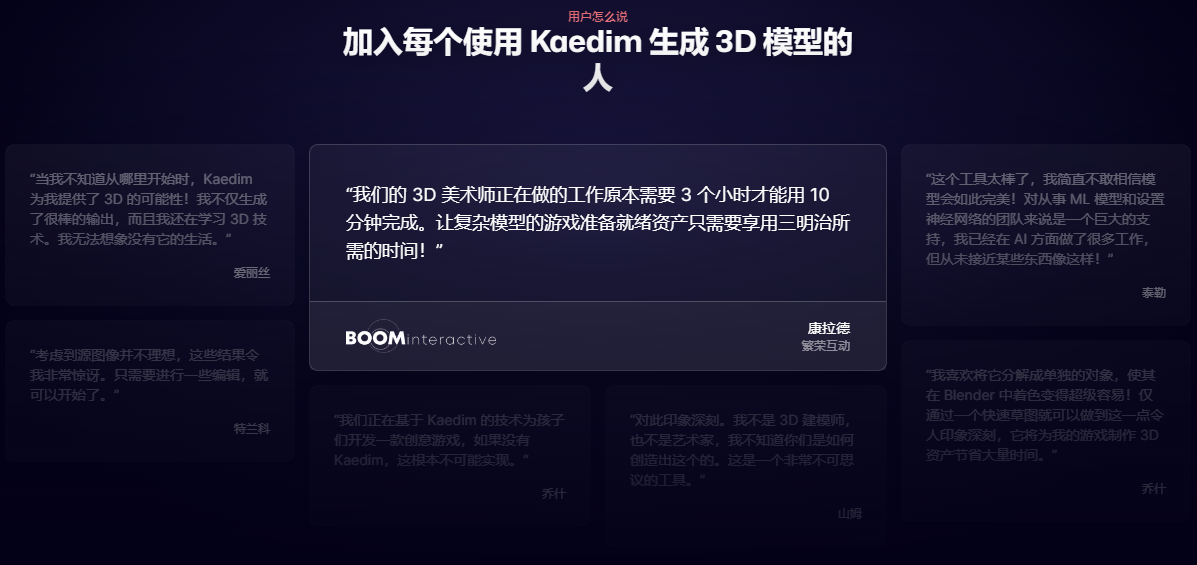 用户怎么说
加入每个使用 Kaedim 生成 3D 模型的
人
“当我不知道从哪里开始时，Kaedim
为我提供了 3D 的可能性！我不仅生成
了很棒的输出，而且我还在学习 3D 技
术。我无法想象没有它的生活。”
爱丽丝
“考虑到源图像并不理想，这些结果令
我非常惊讶。只需要进行一些编辑，就
可以开始了。”
特兰科
“我们的 3D 美术师正在做的工作原本需要 3 个小时才能用 10
分钟完成。让复杂模型的游戏准备就绪资产只需要享用三明治所
需的时间！”
BOOMinteractive
康拉德
繁荣互动
“我们正在基于 Kaedim 的技术为孩子
们开发一款创意游戏，如果没有
Kaedim，这根本不可能实现。”
乔什
“对此印象深刻。我不是 3D 建模师，
也不是艺术家，我不知道你们是如何
创造出这个的。这是一个非常不可思
议的工具。”
山姆
“这个工具太棒了，我简直不敢相信模
型会如此完美！对从事 ML 模型和设置
神经网络的团队来说是一个巨大的支
持，我已经在 AI 方面做了很多工作，
但从未接近某些东西像这样！”
泰勒
“我喜欢将它分解成单独的对象，使其
在 Blender 中着色变得超级容易！仅
通过一个快速草图就可以做到这一点令
人印象深刻，它将为我的游戏制作 3D
资产节省大量时间。”
乔什